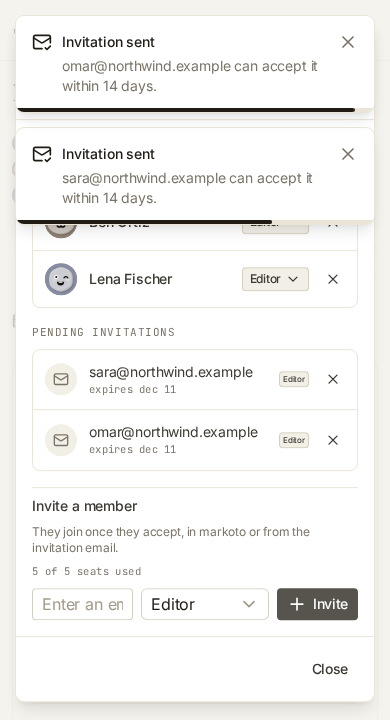 Invitation sent
omar@northwind.example can accept it
within 14 days.
Invitation sent
sara@northwind.example can accept it
within 14 days.
Lena Fischer
Editor
PENDING INVITATIONS
sara@northwind.example
expires dec 11
Editor
omar@northwind.example
expires dec 11
Editor
Invite a member
They join once they accept, in markoto or from the
invitation email.
5 of 5 seats used
Enter an en
Editor
Invite
Close